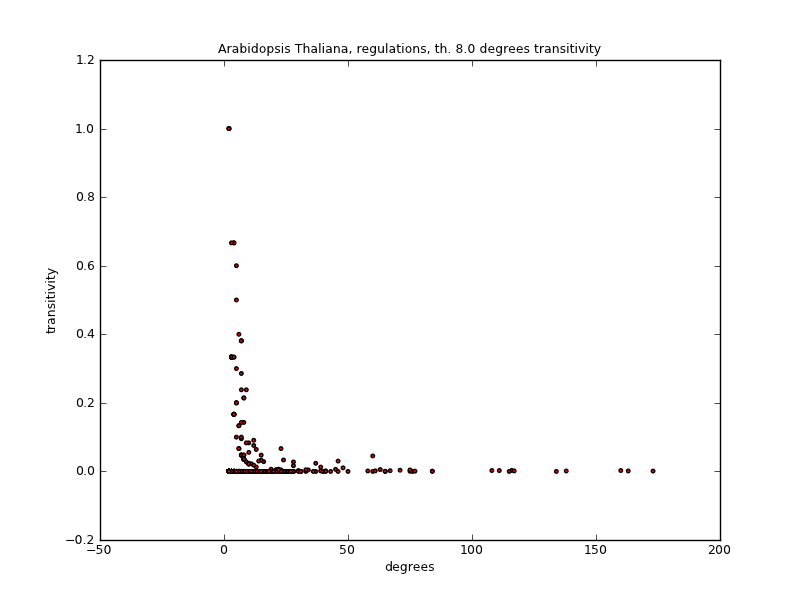 Arabidopsis Thaliana, regulations, th. 8.0 degrees transitivity
1.2
1.0
0.8
0.6
0.4
0.2
0.0
−0.2
transitivity
−50 0 50 100 150 200
degrees